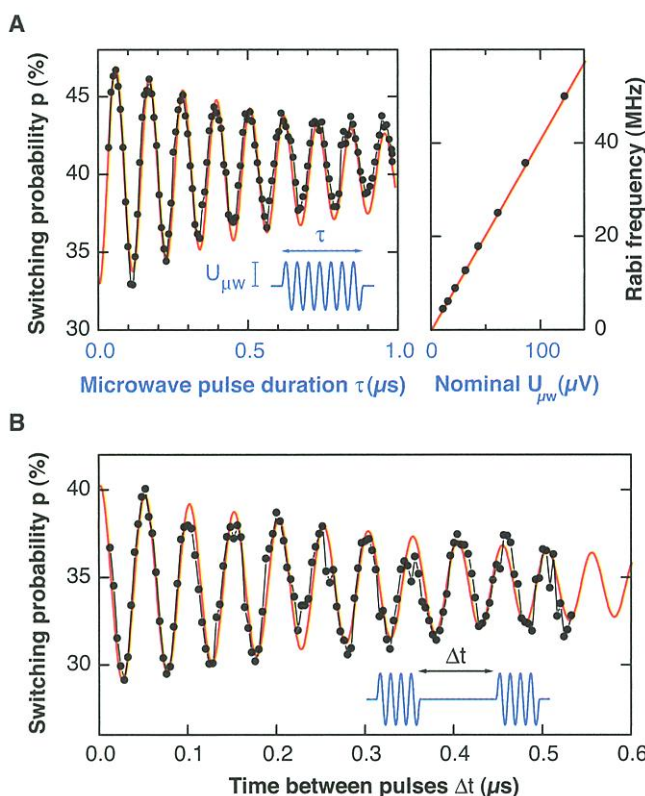 A
Switching probability p (%)
45
40
35
30
0.0
0.5
1.0
Microwave pulse duration τ (μs)
τ
Uμw
40
20
0
Rabi frequency (MHz)
0
100
Nominal Uμw (μV)
B
Switching probability p (%)
40
35
30
0.0
0.1
0.2
0.3
0.4
0.5
0.6
Δt
Time between pulses Δt (μs)